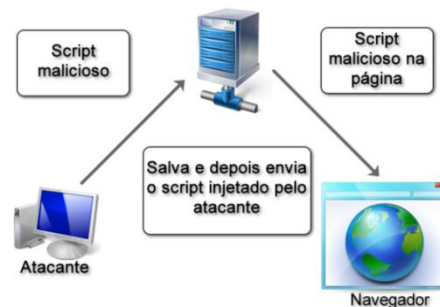 Script
malicioso
Script
malicioso na
página
Salva e depois envia
o script injetado pelo
atacante
Atacante
Navegador